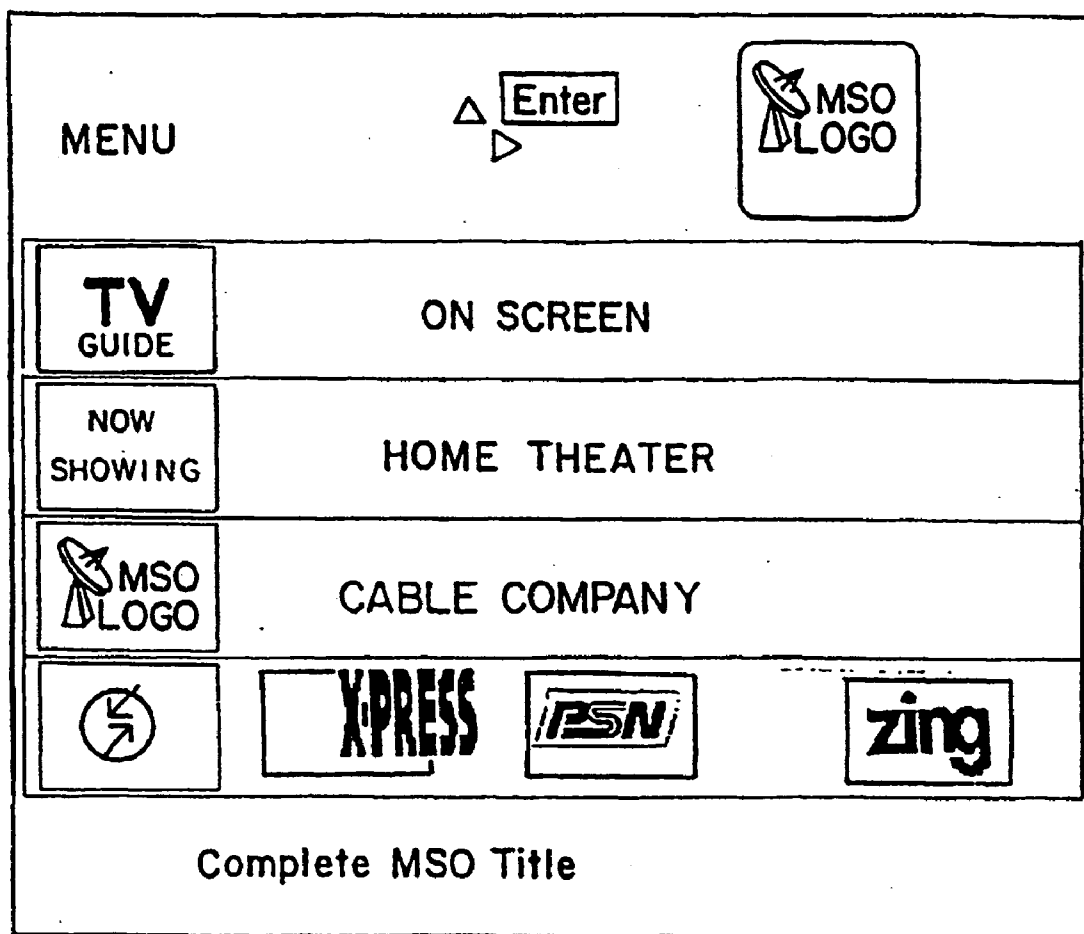 MENU
Enter
MSO
LOGO
TV
GUIDE
ON SCREEN
NOW
SHOWING
HOME THEATER
MSO
LOGO
CABLE COMPANY
X·PRESS
PSN
zing
Complete MSO Title